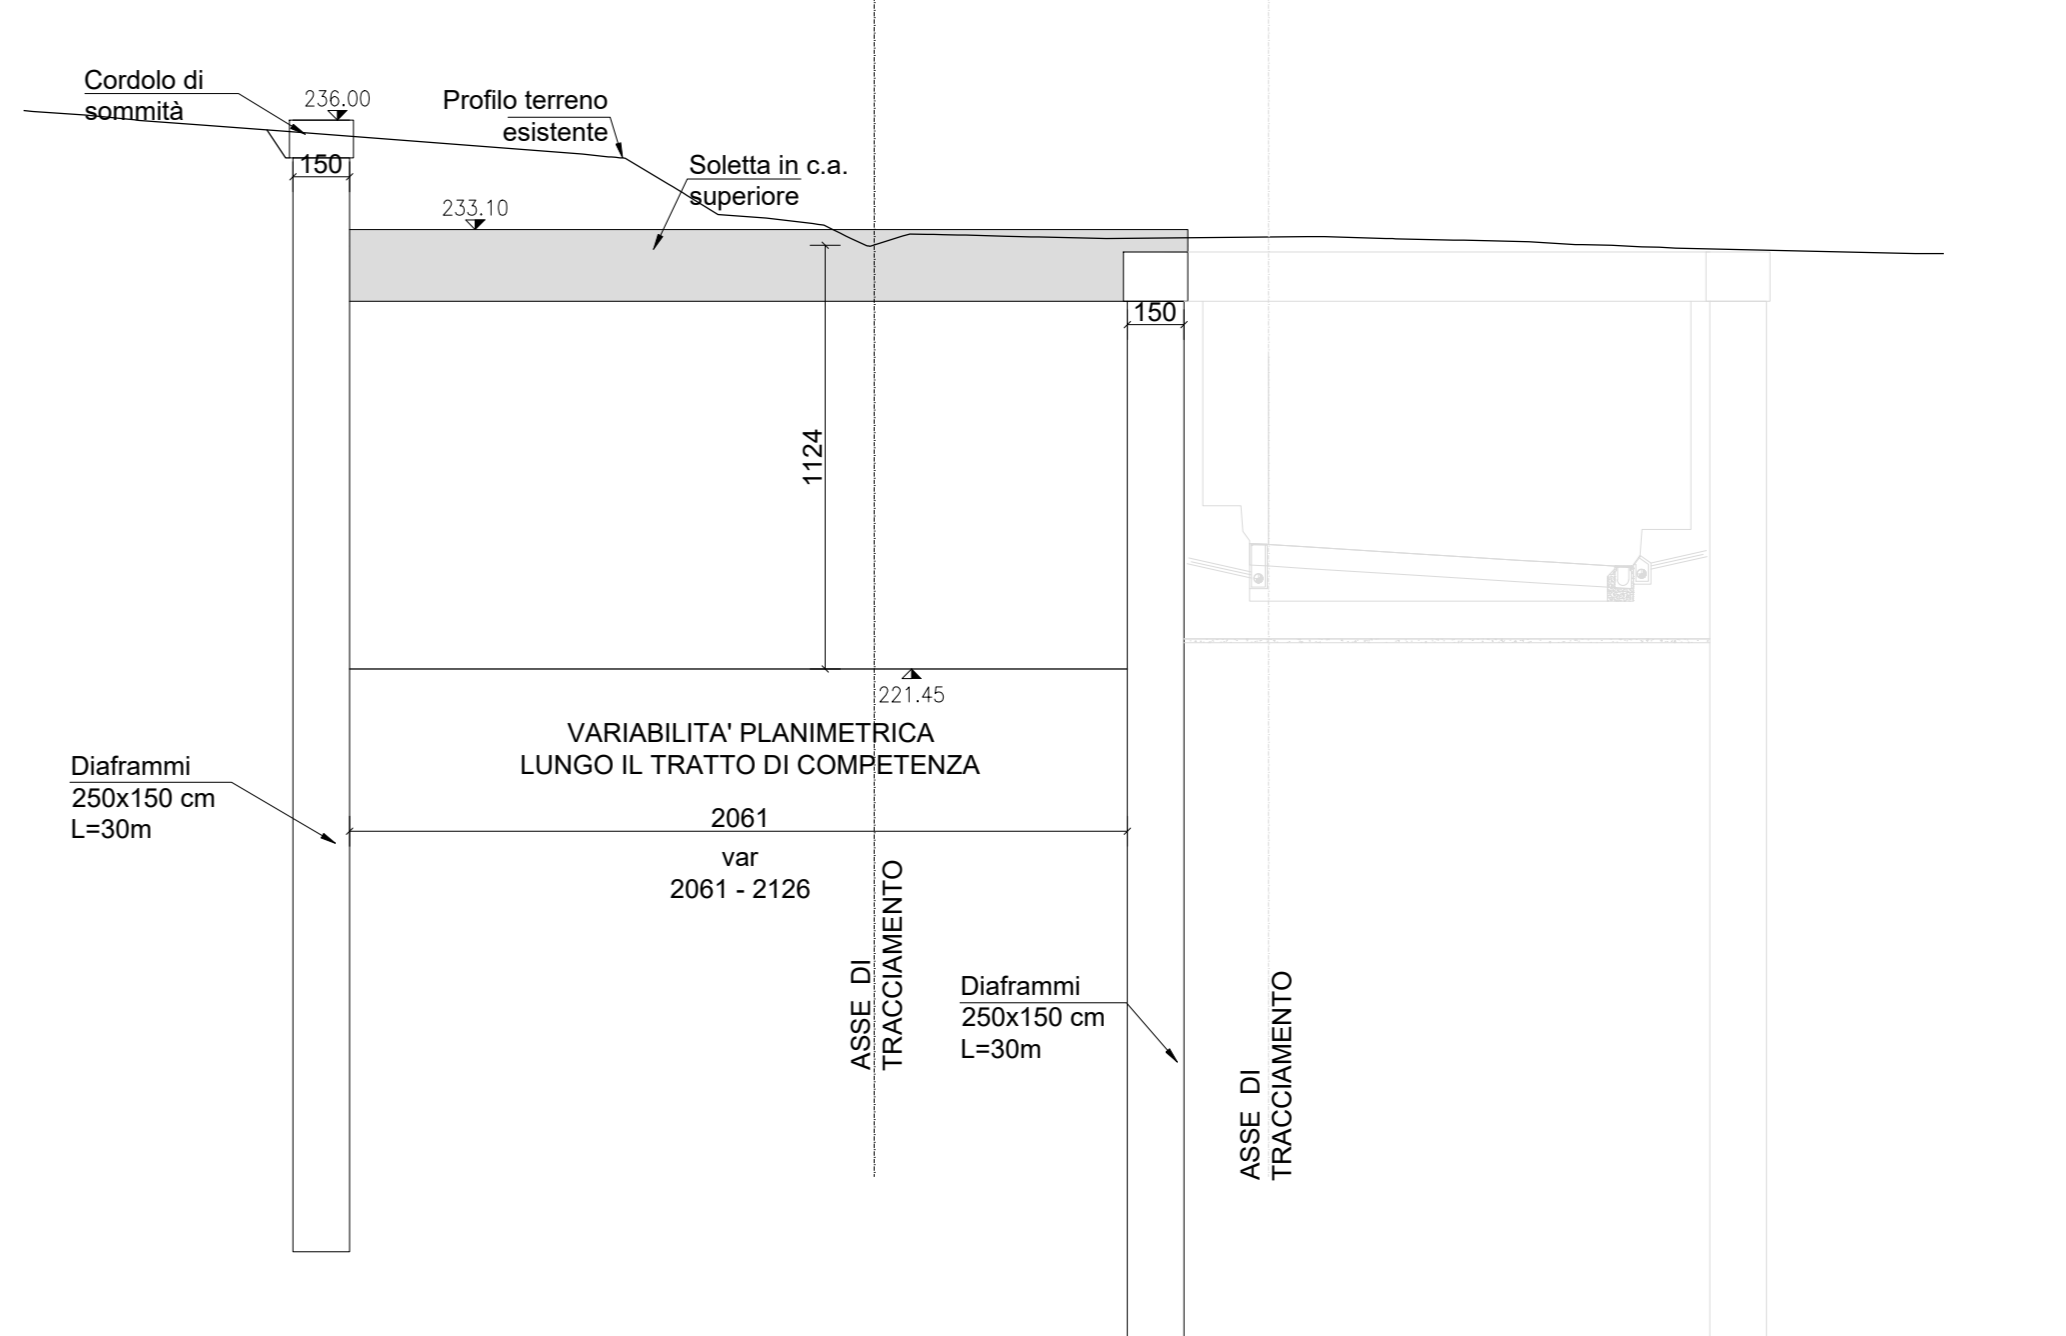 Cordolo di
sommità
236.00
Profilo terreno
esistente
150
Soletta in c.a.
superiore
233.10
150
1124
221.45
VARIABILITA' PLANIMETRICA
LUNGO IL TRATTO DI COMPETENZA
Diaframmi
250x150 cm
L=30m
2061
var
2061 - 2126
ASSE DI
TRACCIAMENTO
Diaframmi
250x150 cm
L=30m
ASSE DI
TRACCIAMENTO